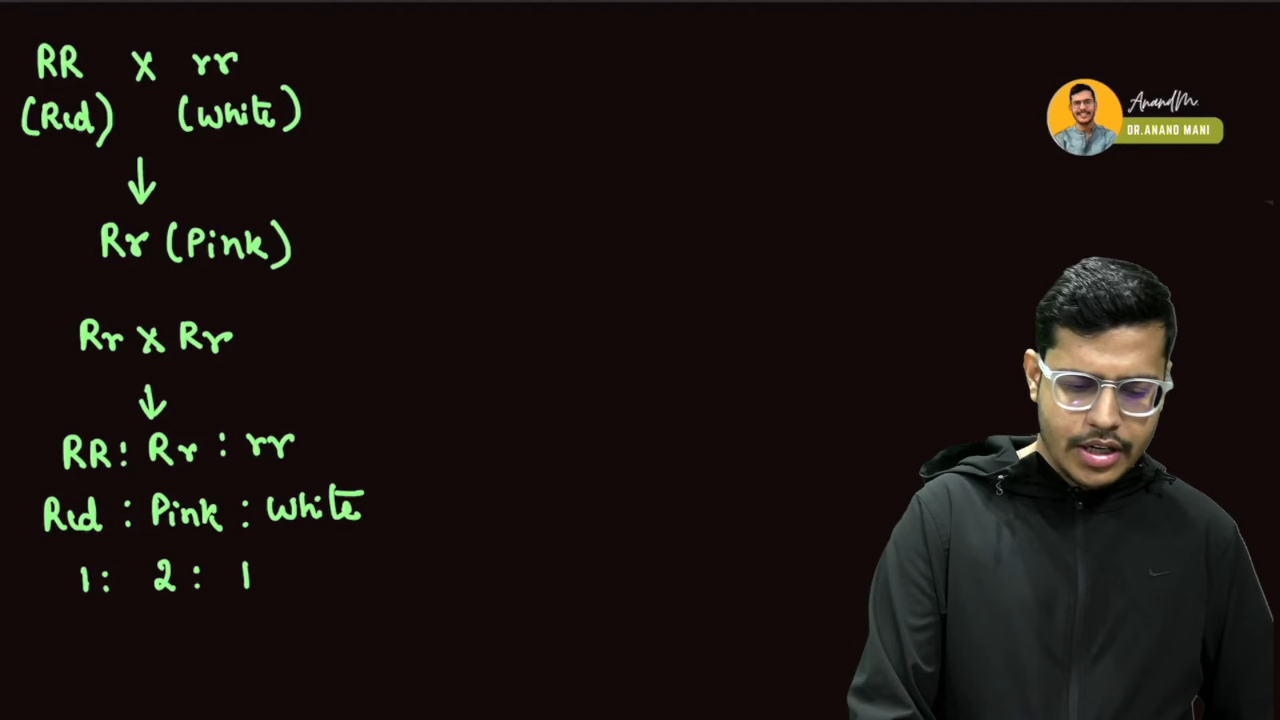 RR X rr
(Red) (White)
Rr (Pink)
Rr X Rr
RR : Rr : rr
Red : Pink : White
1 : 2 : 1
AnandM.
DR.ANAND MANI